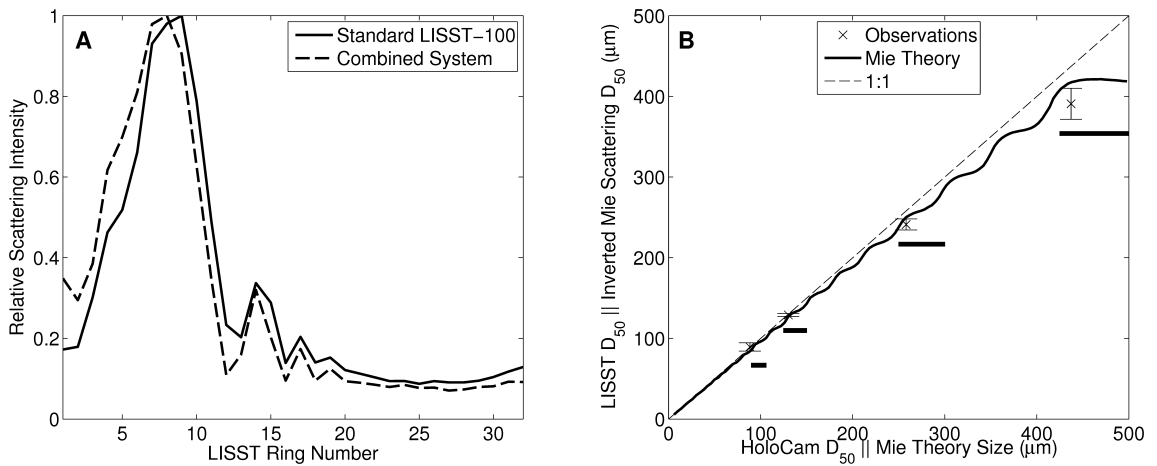 A
Standard LISST−100
Combined System
1
0.8
0.6
0.4
0.2
0
5
10
15
20
25
30
Relative Scattering Intensity
LISST Ring Number
B
Observations
Mie Theory
1:1
500
400
300
200
100
0
0
100
200
300
400
500
LISST D50 || Inverted Mie Scattering D50 (μm)
HoloCam D50 || Mie Theory Size (μm)